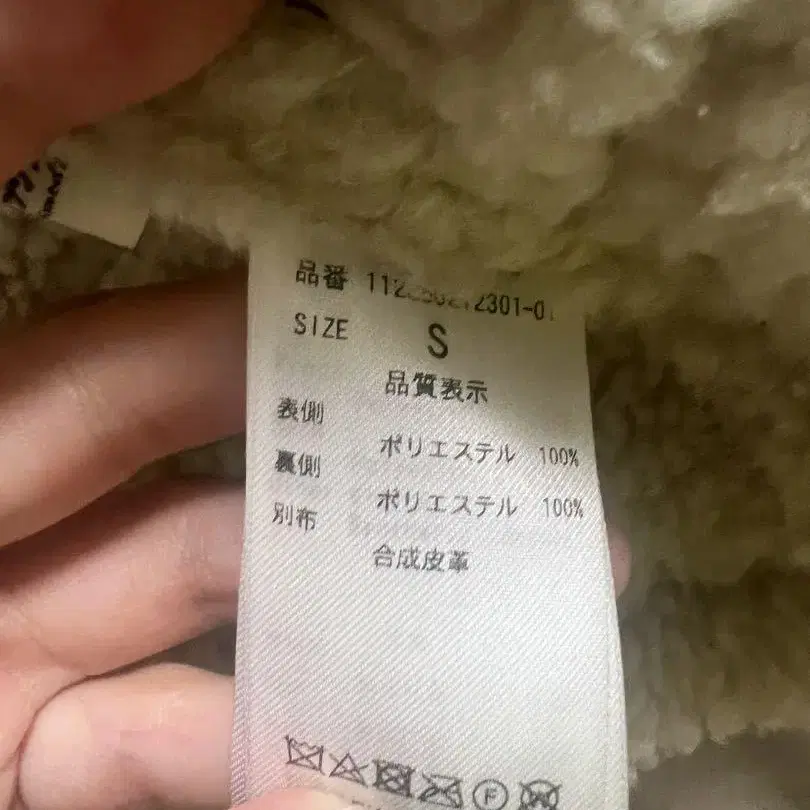 品番
SIZE S
品質表示
表側 ポリエステル 100%
裏側 ポリエステル 100%
別布 合成皮革
F